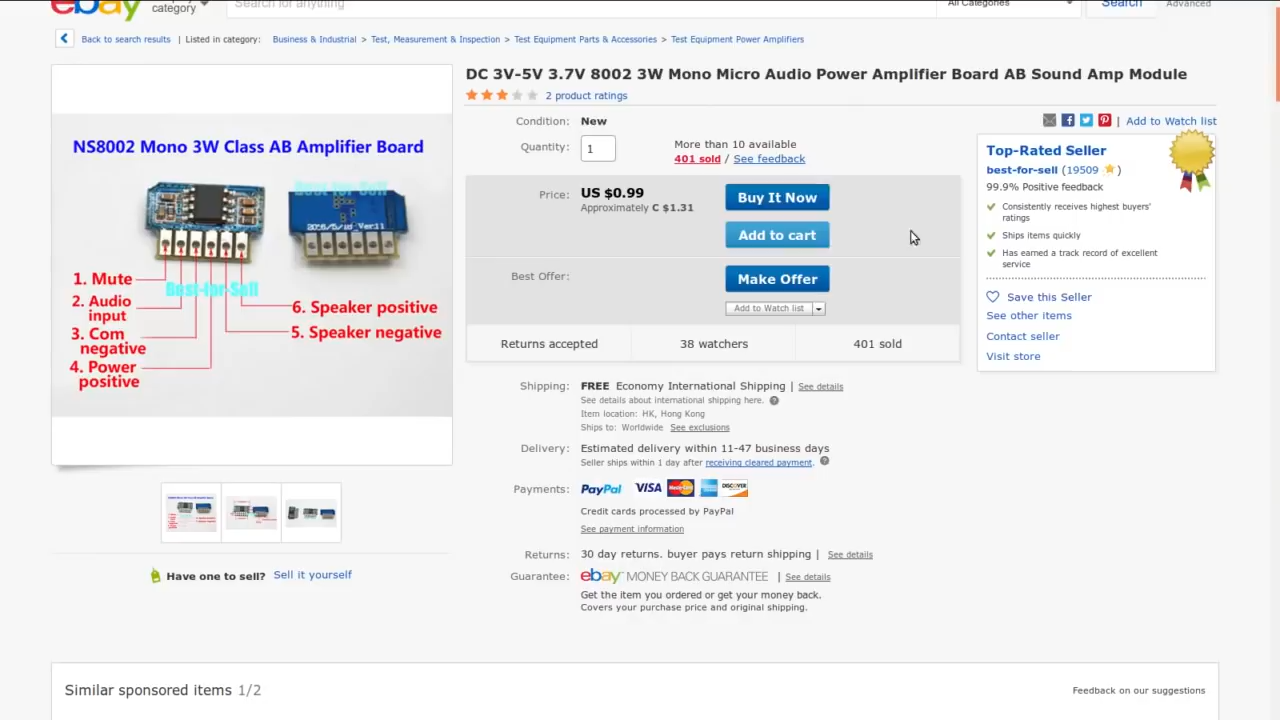 ebay
category
Search for anything
All Categories
Search
Advanced
Back to search results | Listed in category: Business & Industrial > Test, Measurement & Inspection > Test Equipment Parts & Accessories > Test Equipment Power Amplifiers
DC 3V-5V 3.7V 8002 3W Mono Micro Audio Power Amplifier Board AB Sound Amp Module
2 product ratings
Condition: New
Quantity: 1
More than 10 available
401 sold / See feedback
Price: US $0.99
Approximately C $1.31
Buy It Now
Add to cart
Best Offer:
Make Offer
Add to Watch list
Returns accepted
38 watchers
401 sold
Shipping: FREE Economy International Shipping | See details
See details about international shipping here.
Item location: HK, Hong Kong
Ships to: Worldwide See exclusions
Delivery: Estimated delivery within 11-47 business days
Seller ships within 1 day after receiving cleared payment.
Payments: PayPal VISA MasterCard DISCOVER
Credit cards processed by PayPal
See payment information
Returns: 30 day returns. buyer pays return shipping | See details
Guarantee: ebay MONEY BACK GUARANTEE | See details
Get the item you ordered or get your money back.
Covers your purchase price and original shipping.
| Add to Watch list
Top-Rated Seller
best-for-sell (19509)
99.9% Positive feedback
Consistently receives highest buyers'
ratings
Ships items quickly
Has earned a track record of excellent
service
Save this Seller
See other items
Contact seller
Visit store
NS8002 Mono 3W Class AB Amplifier Board
Best-for-Sell
2016/5/18_Ver11
1. Mute
2. Audio
input
3. Com
negative
4. Power
positive
Best-for-Sell
6. Speaker positive
5. Speaker negative
Have one to sell? Sell it yourself
Similar sponsored items 1/2
Feedback on our suggestions